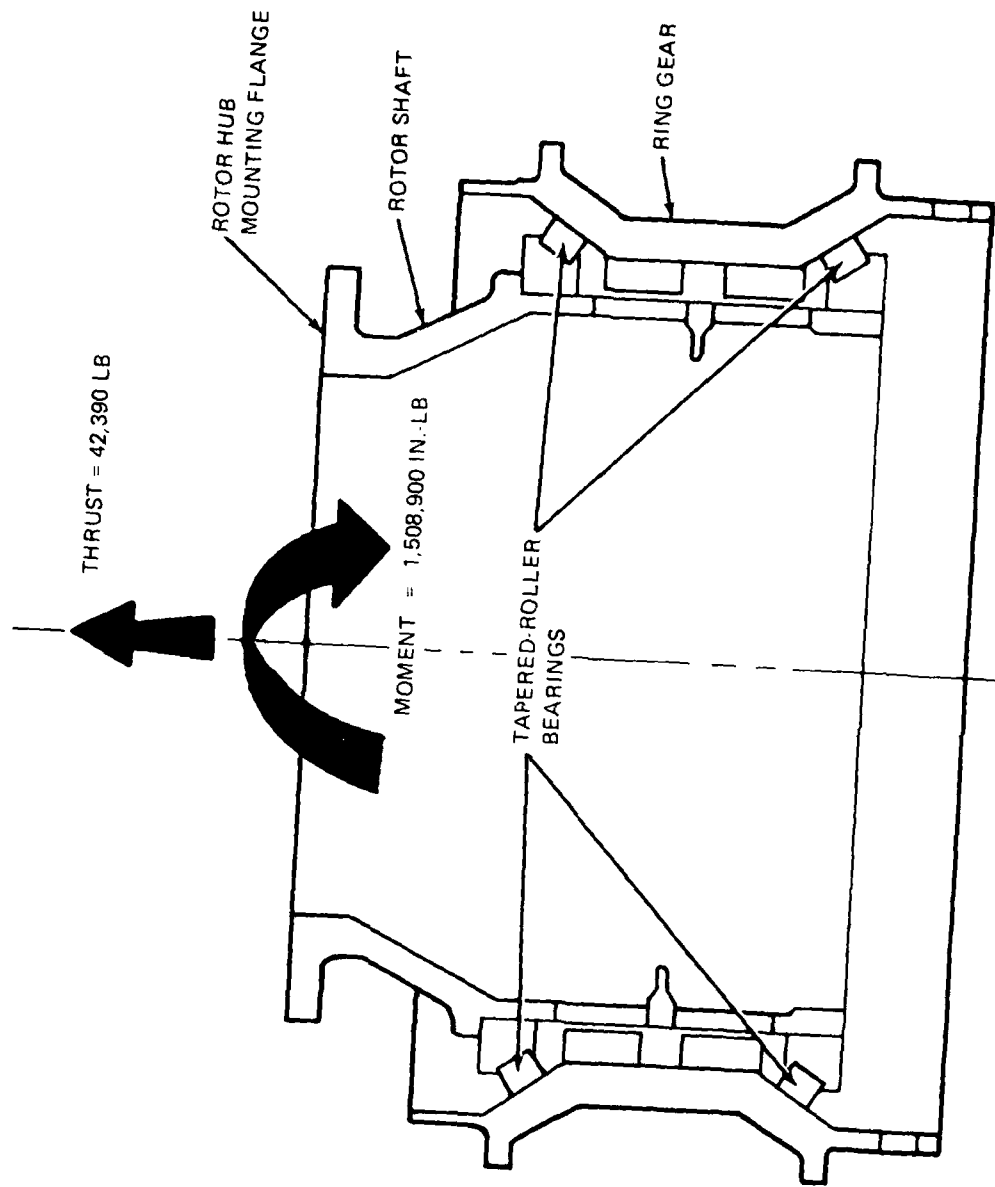 THRUST = 42,390 LB
ROTOR HUB
MOUNTING FLANGE
ROTOR SHAFT
MOMENT = 1,508,900 IN.-LB
RING GEAR
TAPERED-ROLLER
BEARINGS